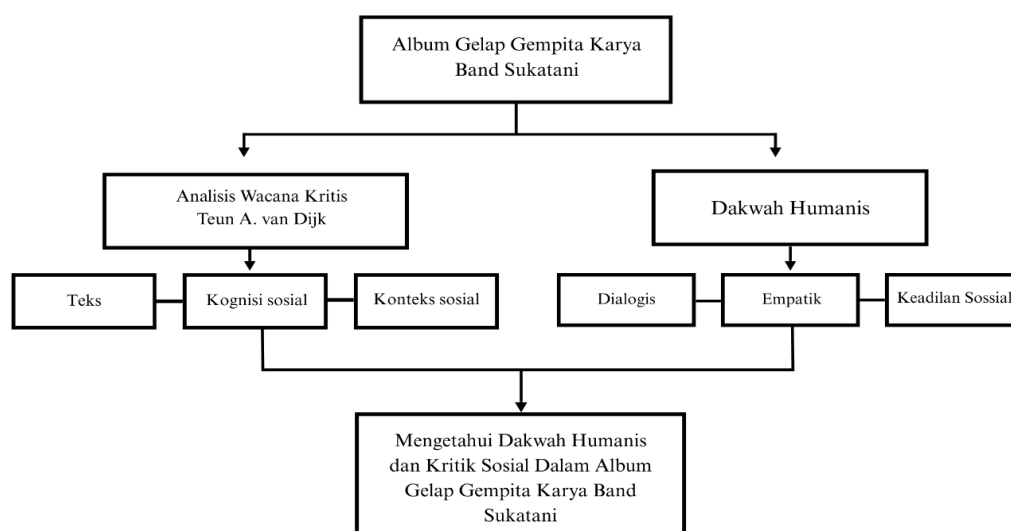 Album Gelap Gempita Karya
Band Sukatani
Analisis Wacana Kritis
Teun A. van Dijk
Dakwah Humanis
Teks
Kognisi sosial
Konteks sosial
Dialogis
Empatik
Keadilan Sossial
Mengetahui Dakwah Humanis
dan Kritik Sosial Dalam Album
Gelap Gempita Karya Band
Sukatani